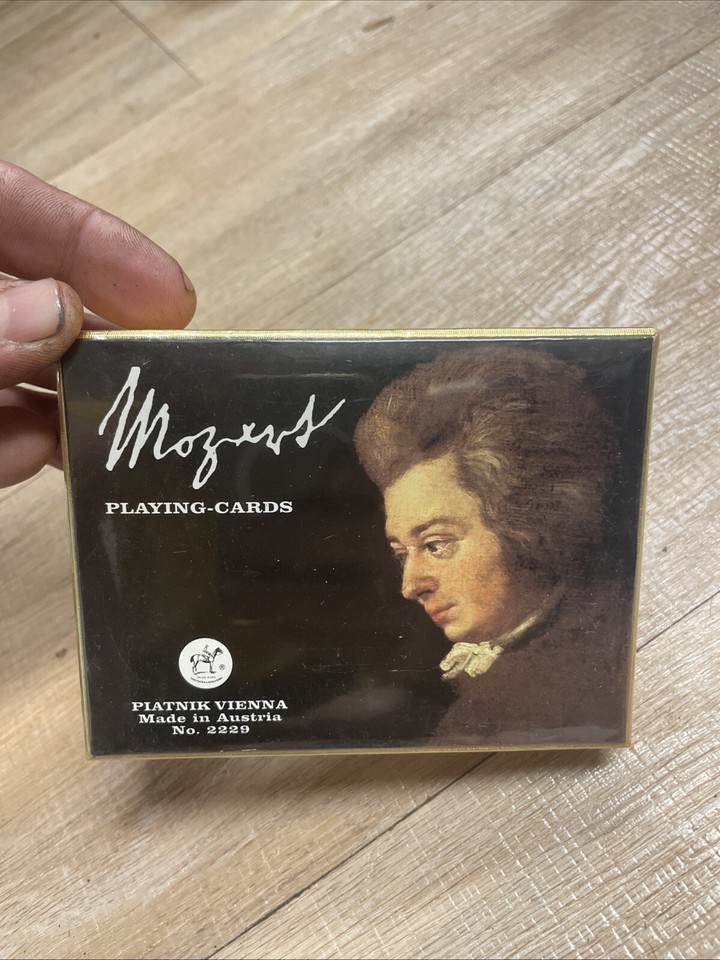 Mozart
PLAYING-CARDS
®
PIATNIK VIENNA
Made in Austria
No. 2229